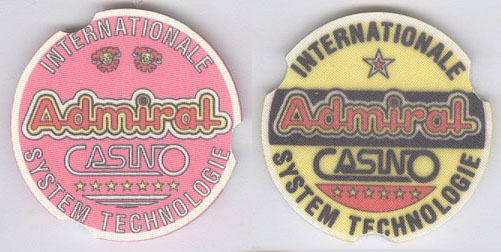 INTERNATIONALE
Admiral
CASINO
SYSTEM TECHNOLOGIE
INTERNATIONALE
Admiral
CASINO
SYSTEM TECHNOLOGIE